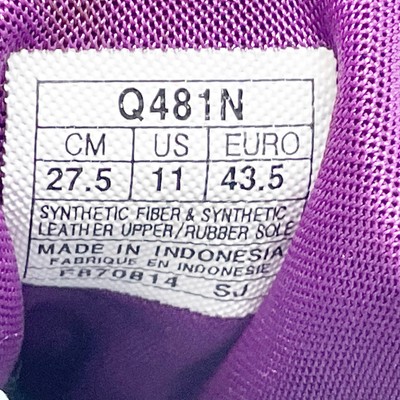 Q481N
CM US EURO
27.5 11 43.5
SYNTHETIC FIBER & SYNTHETIC
LEATHER UPPER/RUBBER SOLE
MADE IN INDONESIA
FABRIQUE EN INDONESIE
F870814 SJ